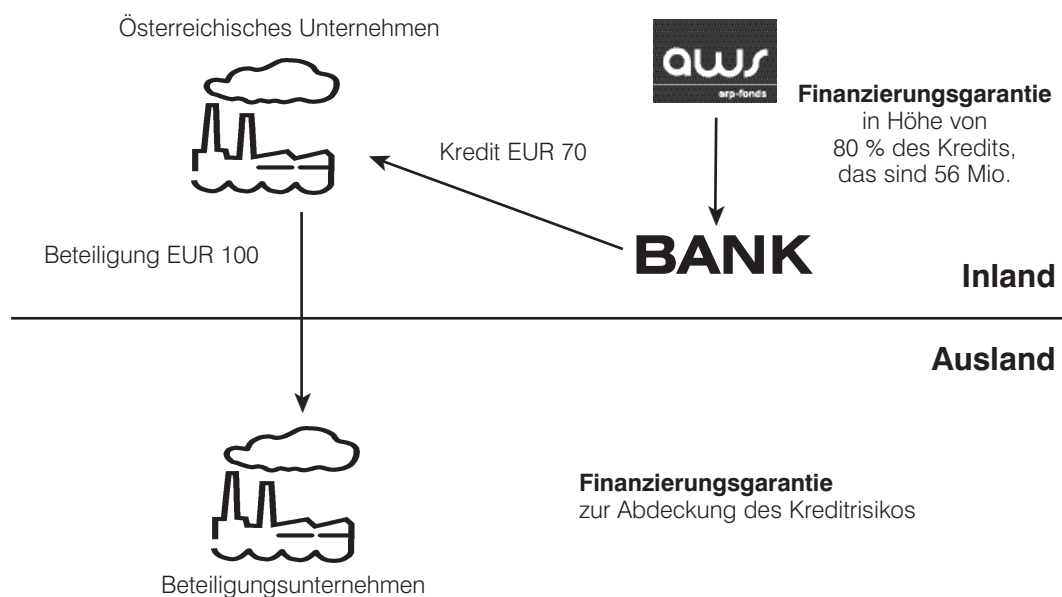 Österreichisches Unternehmen
aws
erp-fonds
Finanzierungsgarantie
in Höhe von
80 % des Kredits,
das sind 56 Mio.
Kredit EUR 70
Beteiligung EUR 100
BANK
Inland
Ausland
Finanzierungsgarantie
zur Abdeckung des Kreditrisikos
Beteiligungsunternehmen